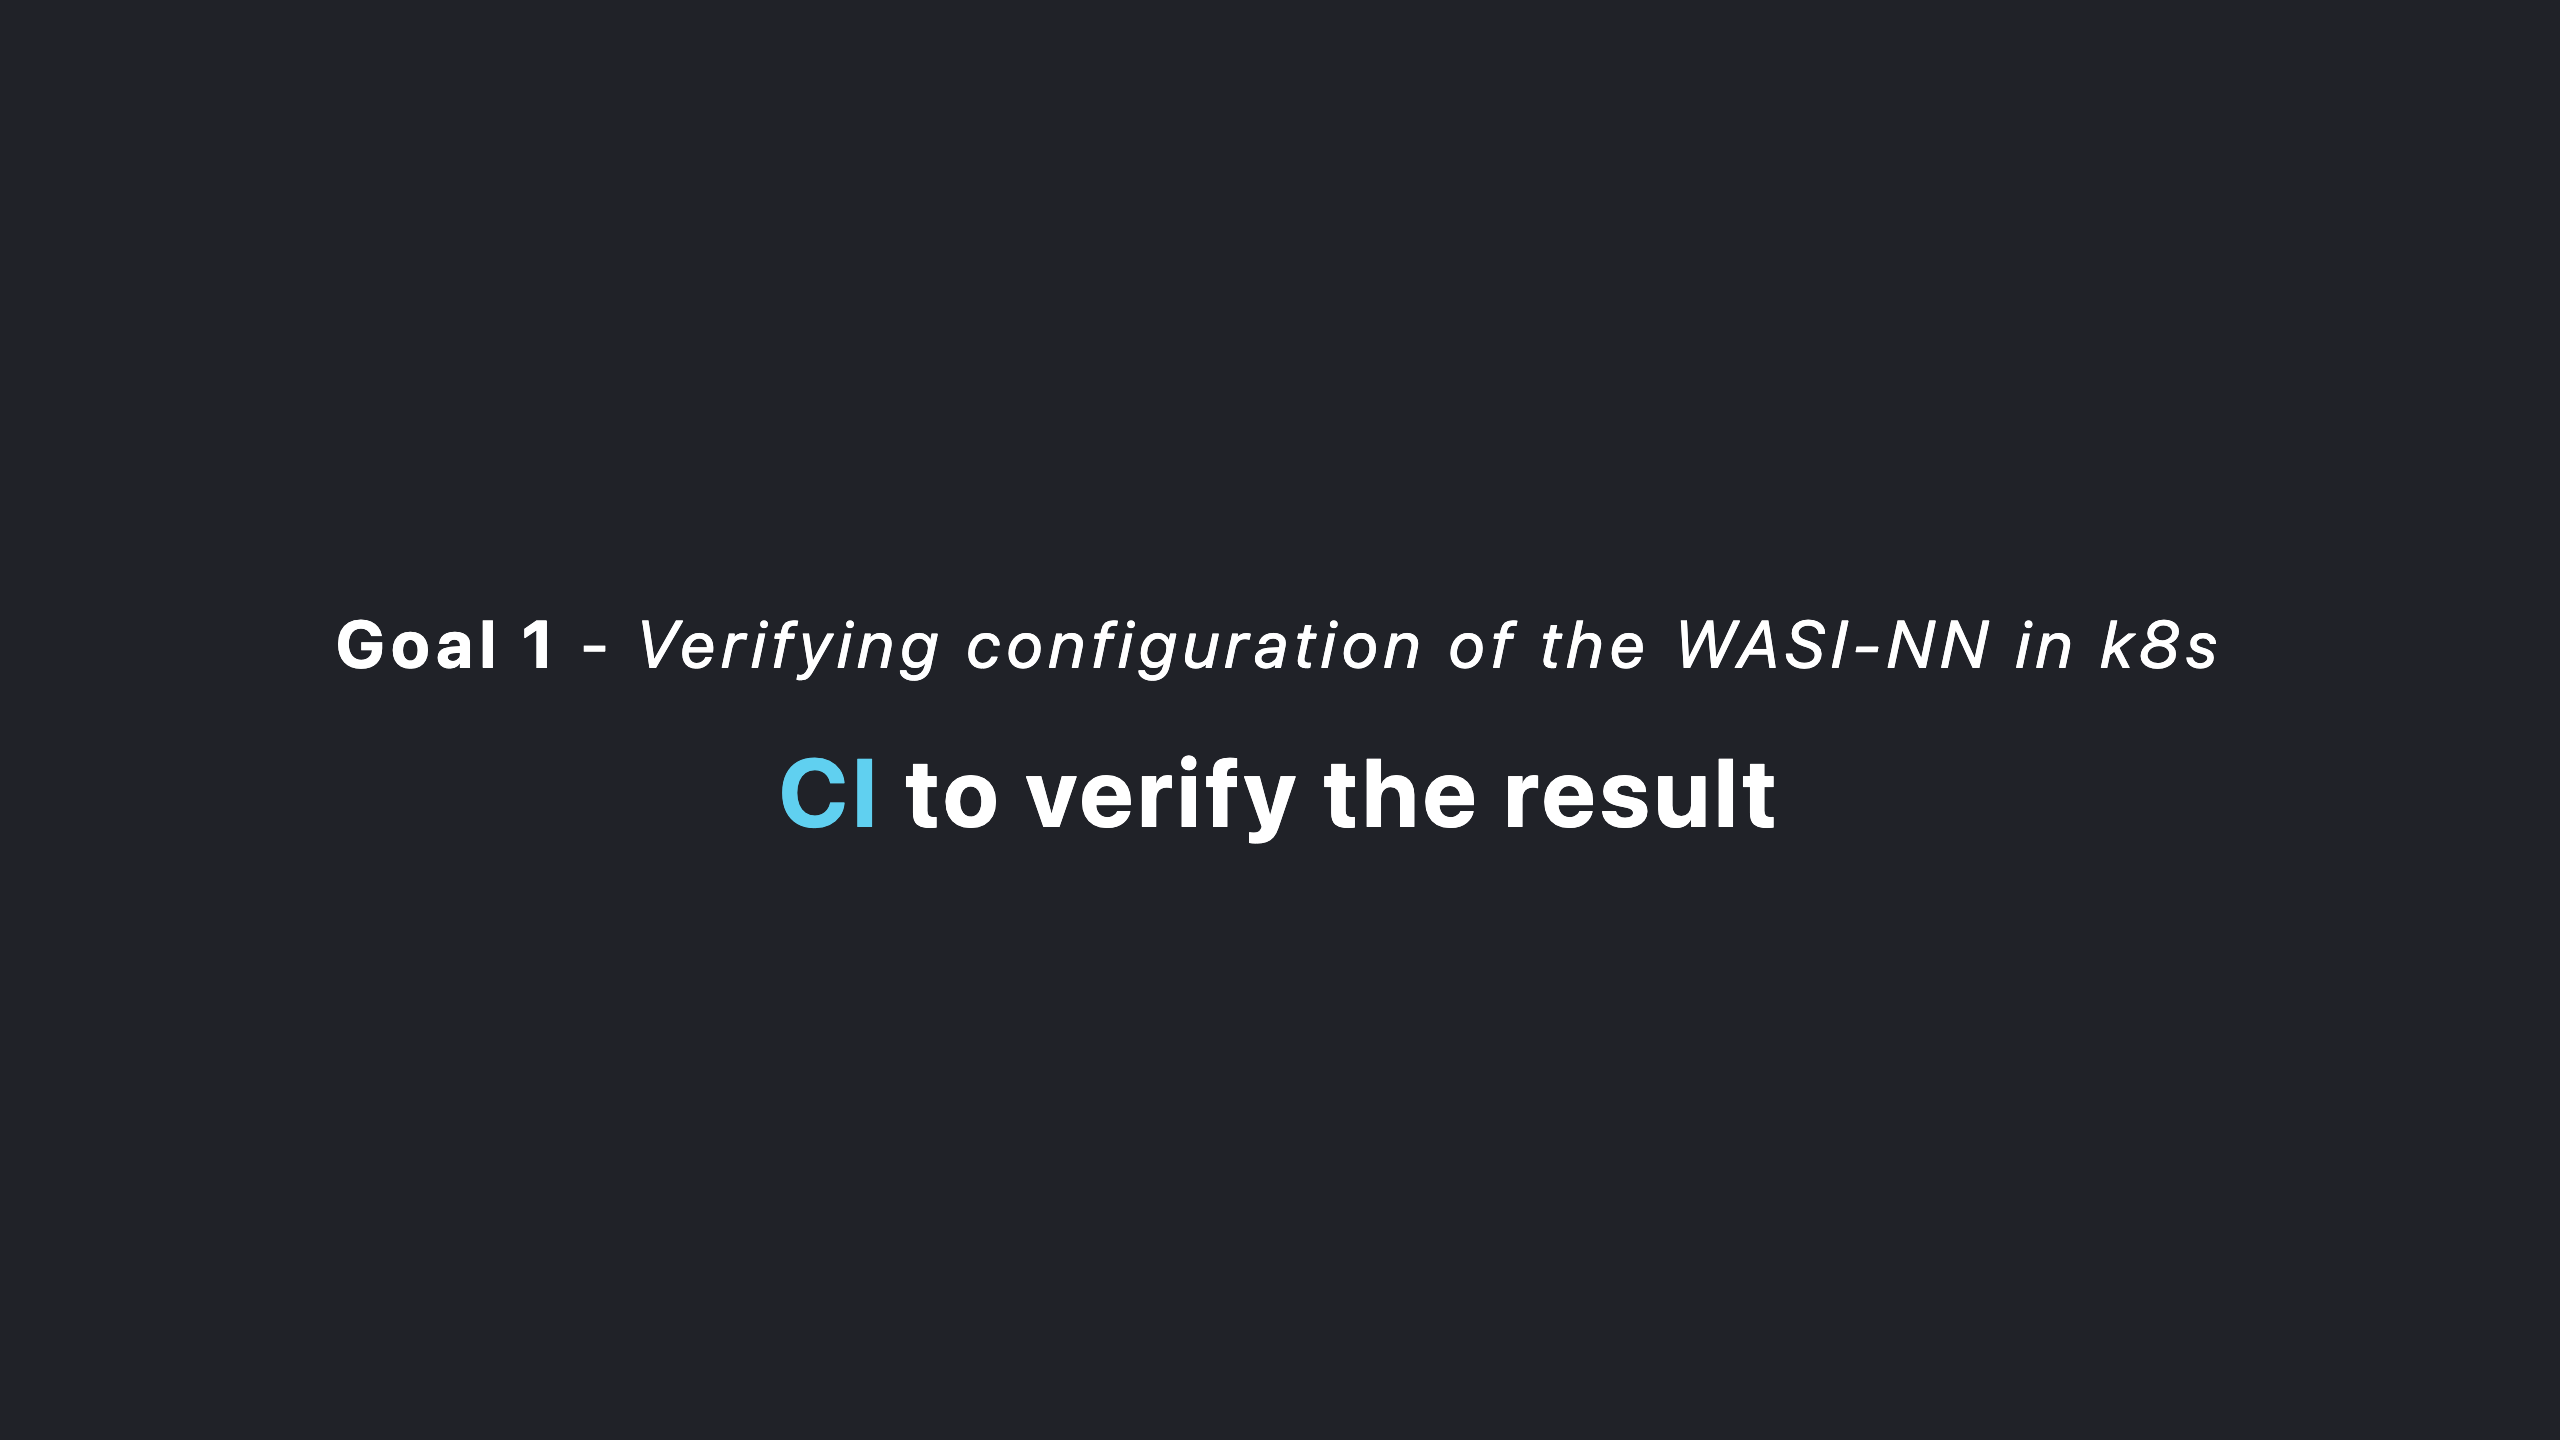 Goal 1 - Verifying configuration of the WASI-NN in k8s
CI to verify the result